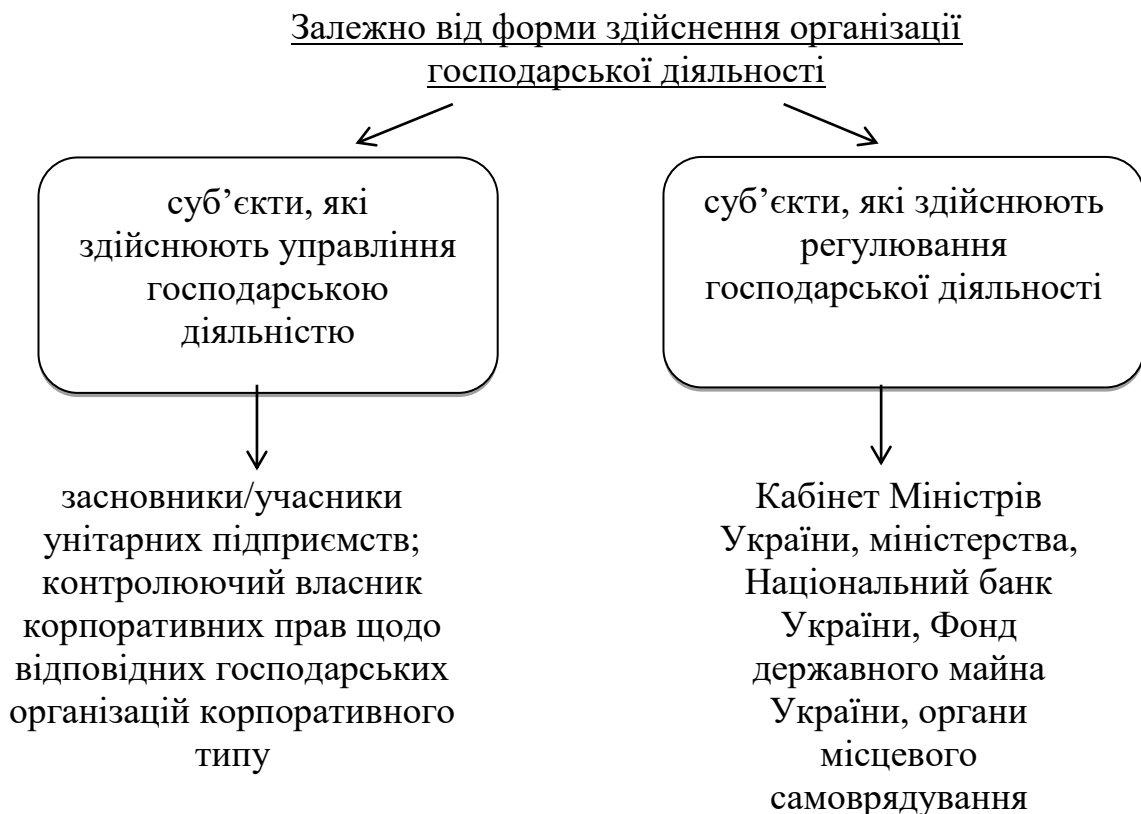 Залежно від форми здійснення організації
господарської діяльності
суб’єкти, які
здійснюють управління
господарською
діяльністю
суб’єкти, які здійснюють
регулювання
господарської діяльності
засновники/учасники
унітарних підприємств;
контролюючий власник
корпоративних прав щодо
відповідних господарських
організацій корпоративного
типу
Кабінет Міністрів
України, міністерства,
Національний банк
України, Фонд
державного майна
України, органи
місцевого
самоврядування